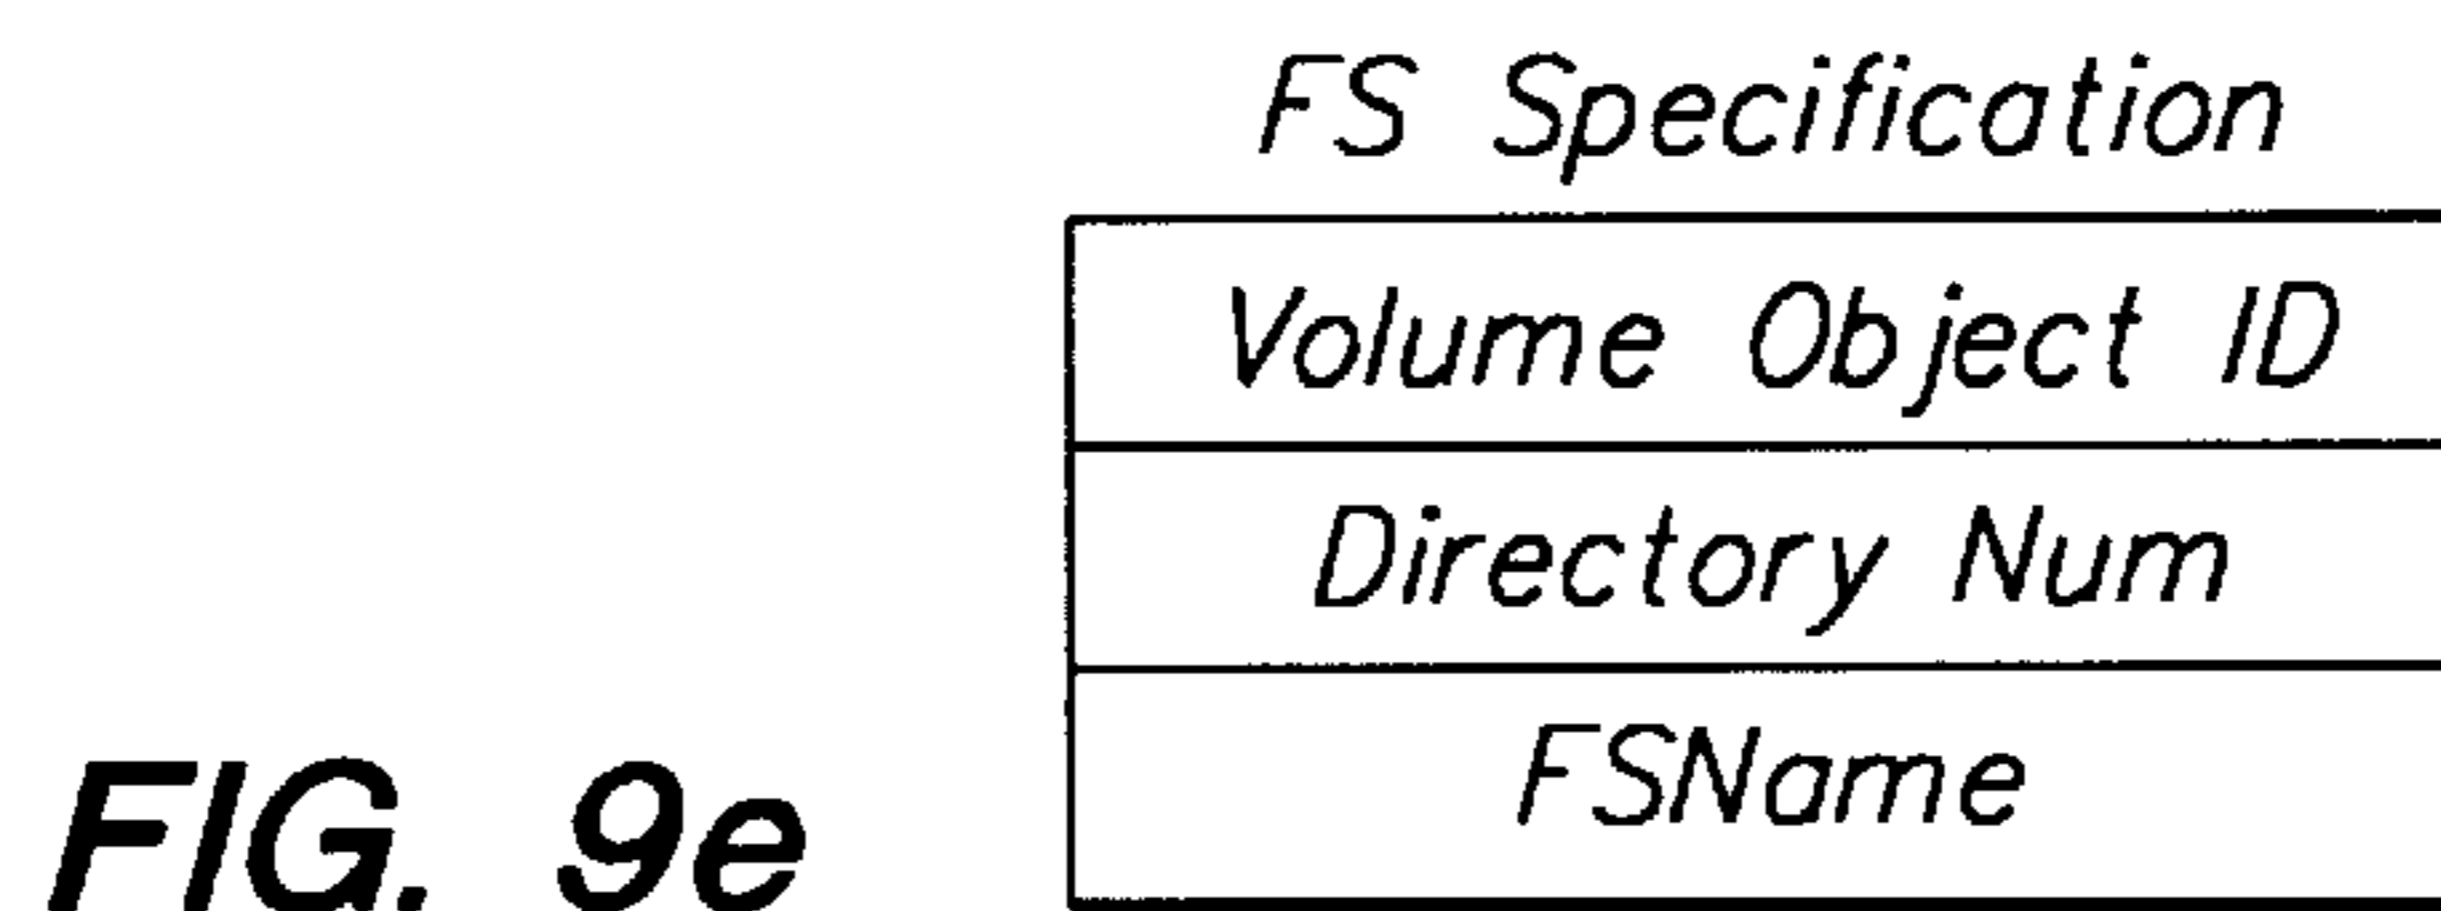 FS Specification
Volume Object ID
Directory Num
FSName
FIG. 9e